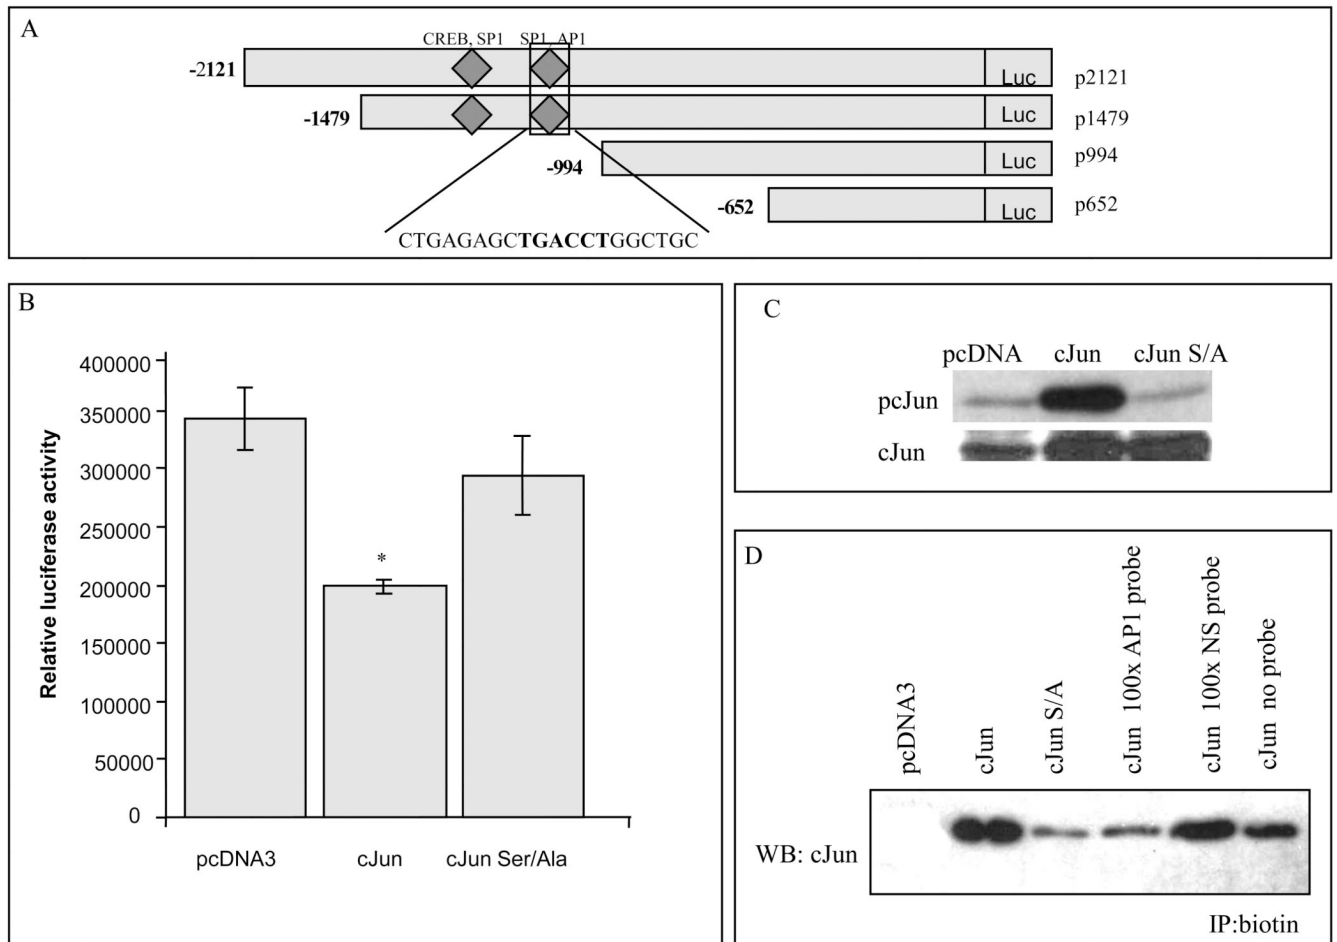 A
CREB, SP1 SP1, AP1
-2121 Luc p2121
-1479 Luc p1479
-994 Luc p994
-652 Luc p652
CTGAGAGCTGACCTGGCTGC
B
Relative luciferase activity
400000
350000
300000
250000
200000
150000
100000
50000
0
*
pcDNA3 cJun cJun Ser/Ala
C
pcDNA cJun cJun S/A
pcJun
cJun
D
pcDNA3
cJun
cJun S/A
cJun 100x AP1 probe
cJun 100x NS probe
cJun no probe
WB: cJun
IP:biotin